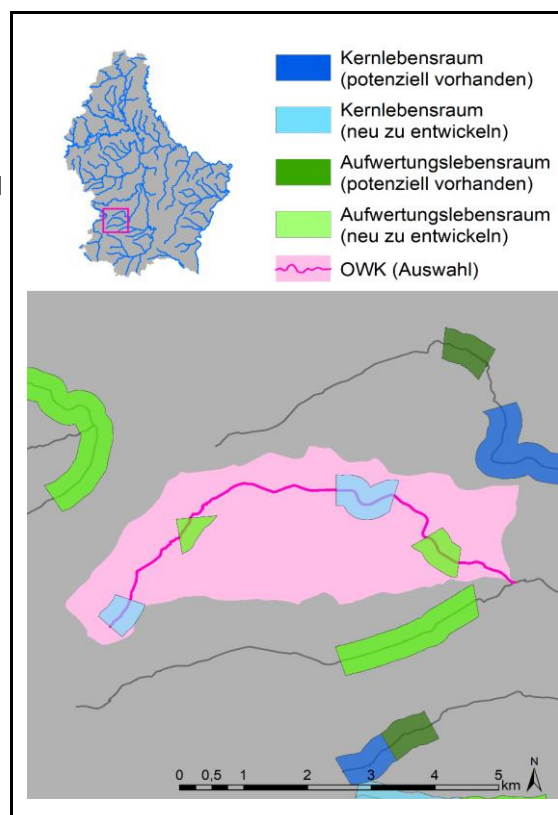 Kernlebensraum
(potenziell vorhanden)
Kernlebensraum
(neu zu entwickeln)
Aufwertungslebensraum
(potenziell vorhanden)
Aufwertungslebensraum
(neu zu entwickeln)
OWK (Auswahl)
N
0 0,5 1 2 3 4 5
km